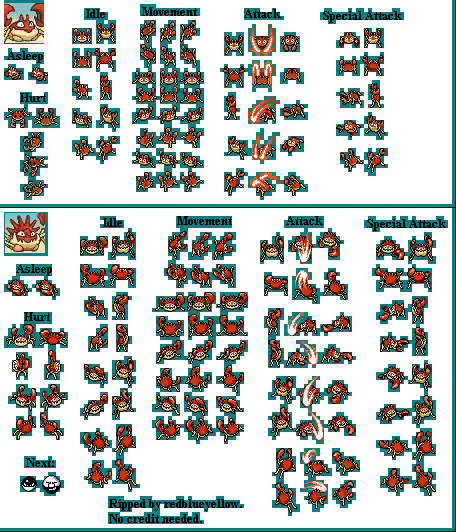 Idle
Movement
Attack
Special Attack
Asleep
Hurt
Idle
Movement
Attack
Special Attack
Asleep
Hurt
Next:
Ripped by redblueyellow.
No credit needed.